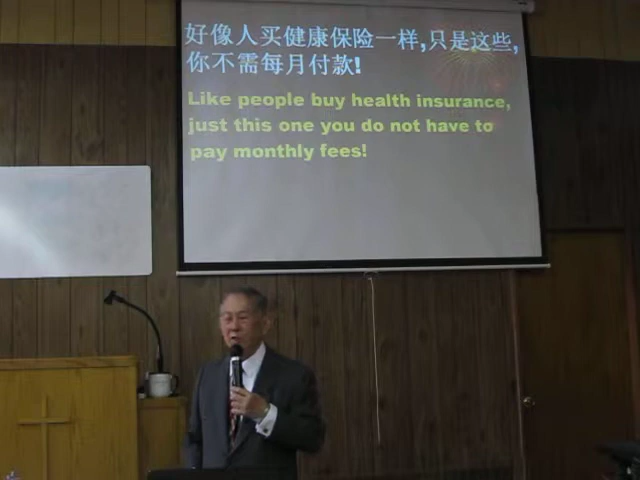 好像人买健康保险一样,只是这些,
你不需每月付款!
Like people buy health insurance,
just this one you do not have to
pay monthly fees!